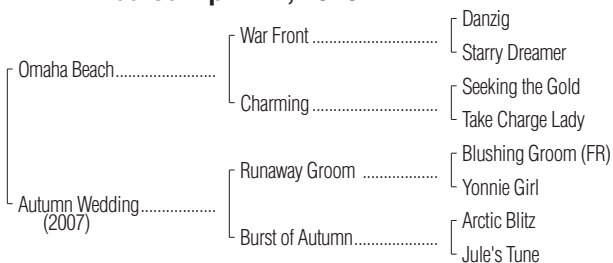 Danzig
War Front ..................................
Starry Dreamer
Omaha Beach...........................
Seeking the Gold
Charming ..................................
Take Charge Lady
Blushing Groom (FR)
Runaway Groom ....................
Yonnie Girl
Autumn Wedding....................
(2007)
Arctic Blitz
Burst of Autumn......................
Jule's Tune